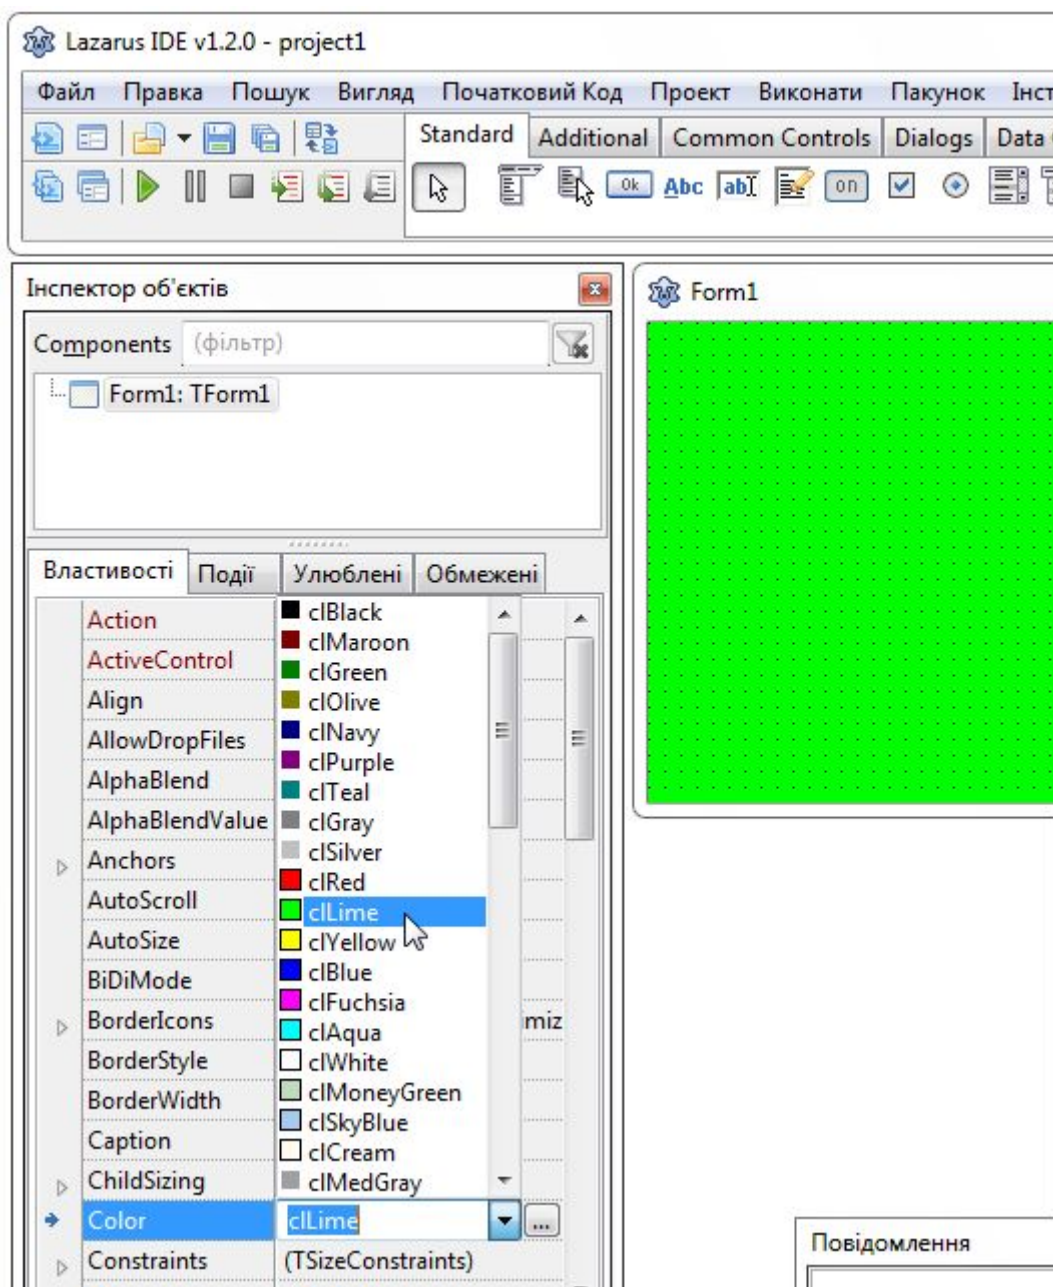 Lazarus IDE v1.2.0 - project1
Файл Правка Пошук Вигляд Початковий Код Проект Виконати Пакунок Інст
Standard Additional Common Controls Dialogs Data
Ok Abc abI on
Інспектор об'єктів
Components (фільтр)
Form1: TForm1
Form1
Властивості Події Улюблені Обмежені
Action
ActiveControl
Align
AllowDropFiles
AlphaBlend
AlphaBlendValue
Anchors
AutoScroll
AutoSize
BiDiMode
BorderIcons
BorderStyle
BorderWidth
Caption
ChildSizing
Color
Constraints
clBlack
clMaroon
clGreen
clOlive
clNavy
clPurple
clTeal
clGray
clSilver
clRed
clLime
clYellow
clBlue
clFuchsia
clAqua
clWhite
clMoneyGreen
clSkyBlue
clCream
clMedGray
imiz
clLime
...
(TSizeConstraints)
Повідомлення